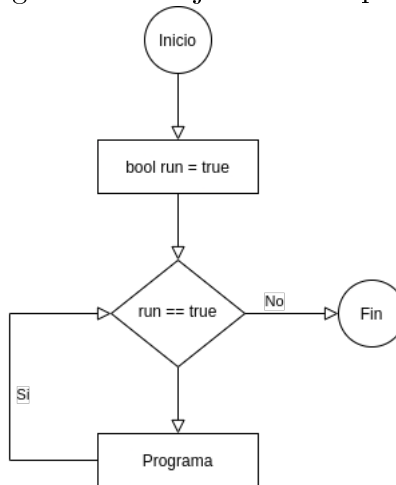 Inicio
bool run = true
run == true
No
Fin
Si
Programa